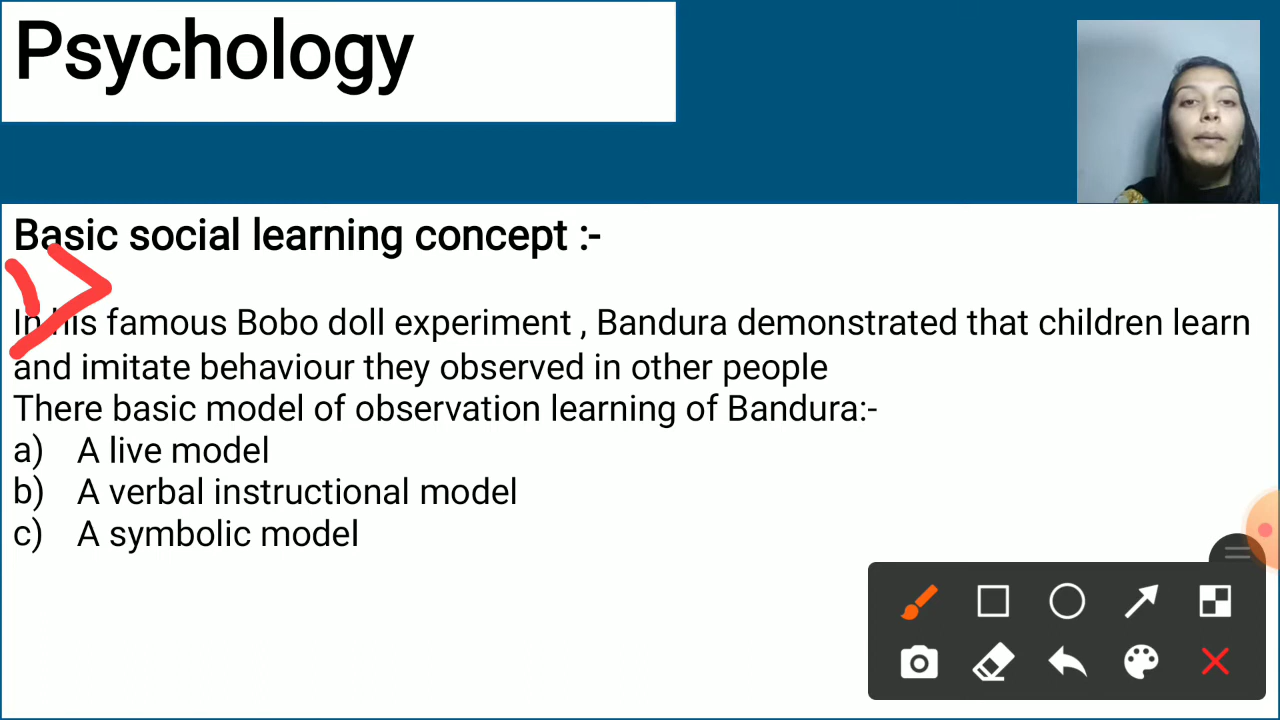 Psychology
Basic social learning concept :-
In his famous Bobo doll experiment , Bandura demonstrated that children learn
and imitate behaviour they observed in other people
There basic model of observation learning of Bandura:-
a) A live model
b) A verbal instructional model
c) A symbolic model